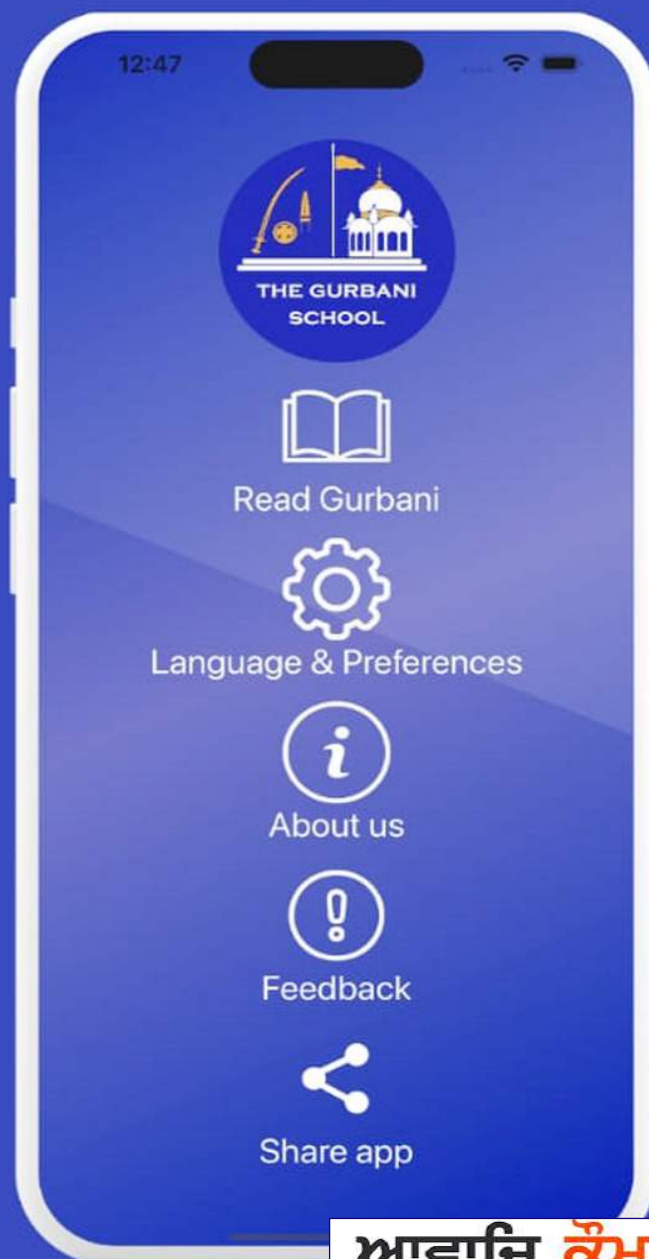 12:47
THE GURBANI
SCHOOL
Read Gurbani
Language & Preferences
About us
Feedback
Share app